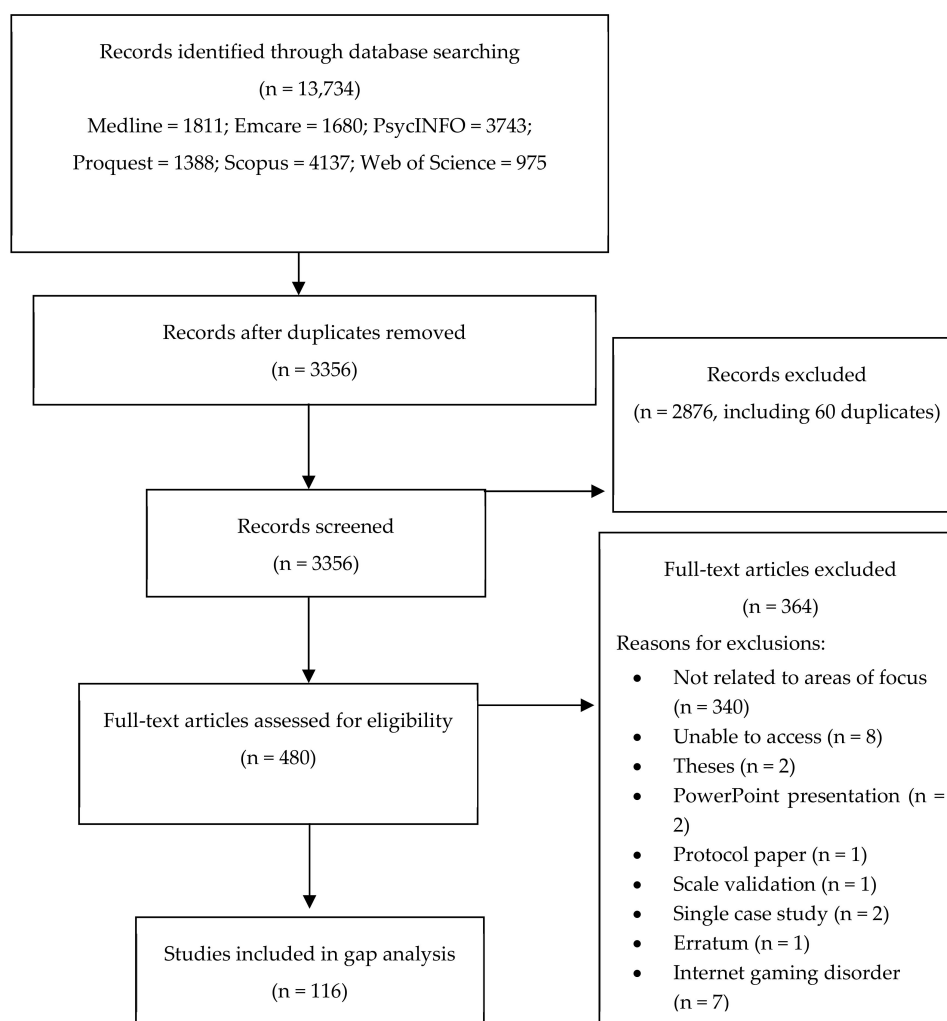 Records identified through database searching
(n = 13,734)
Medline = 1811; Emcare = 1680; PsycINFO = 3743;
Proquest = 1388; Scopus = 4137; Web of Science = 975
Records after duplicates removed
(n = 3356)
Records excluded
(n = 2876, including 60 duplicates)
Records screened
(n = 3356)
Full-text articles excluded
(n = 364)
Reasons for exclusions:
• Not related to areas of focus
(n = 340)
• Unable to access (n = 8)
• Theses (n = 2)
• PowerPoint presentation (n =
2)
• Protocol paper (n = 1)
• Scale validation (n = 1)
• Single case study (n = 2)
• Erratum (n = 1)
• Internet gaming disorder
(n = 7)
Full-text articles assessed for eligibility
(n = 480)
Studies included in gap analysis
(n = 116)